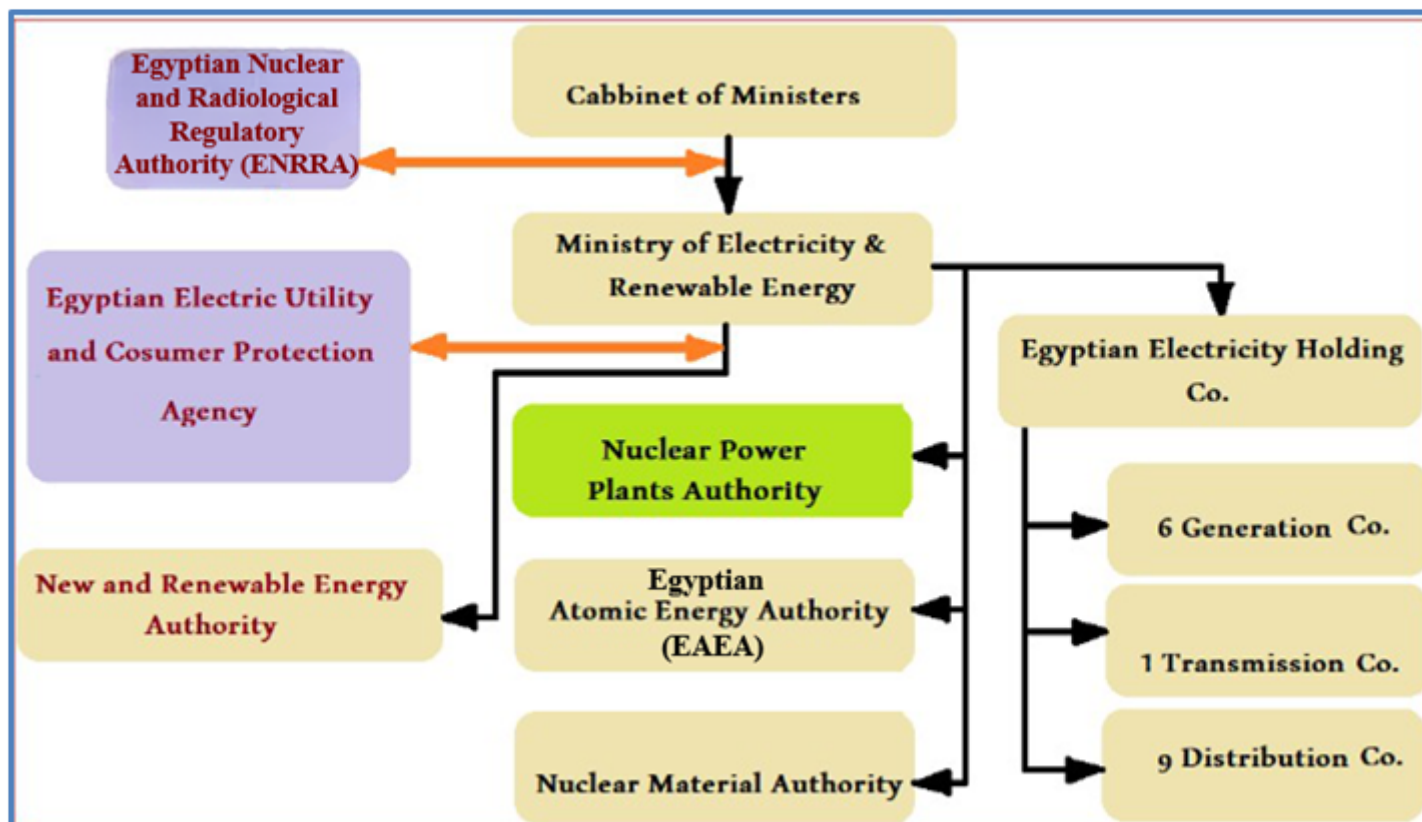 Egyptian Nuclear
and Radiological
Regulatory
Authority (ENRRA)
Cabbinet of Ministers
Ministry of Electricity &
Renewable Energy
Egyptian Electric Utility
and Cosumer Protection
Agency
Egyptian Electricity Holding
Co.
Nuclear Power
Plants Authority
6 Generation Co.
New and Renewable Energy
Authority
Egyptian
Atomic Energy Authority
(EAEA)
1 Transmission Co.
Nuclear Material Authority
9 Distribution Co.